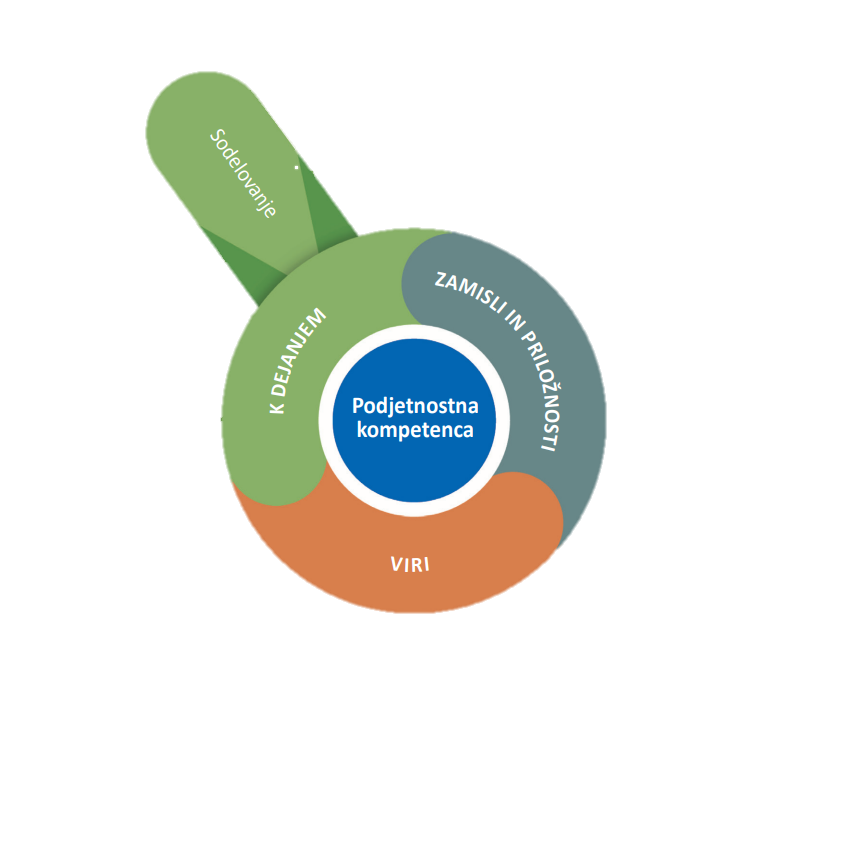 Sodelovanje
K DEJANJEM
ZAMISLI IN PRILOŽNOSTI
Podjetnostna
kompetenca
VIRI